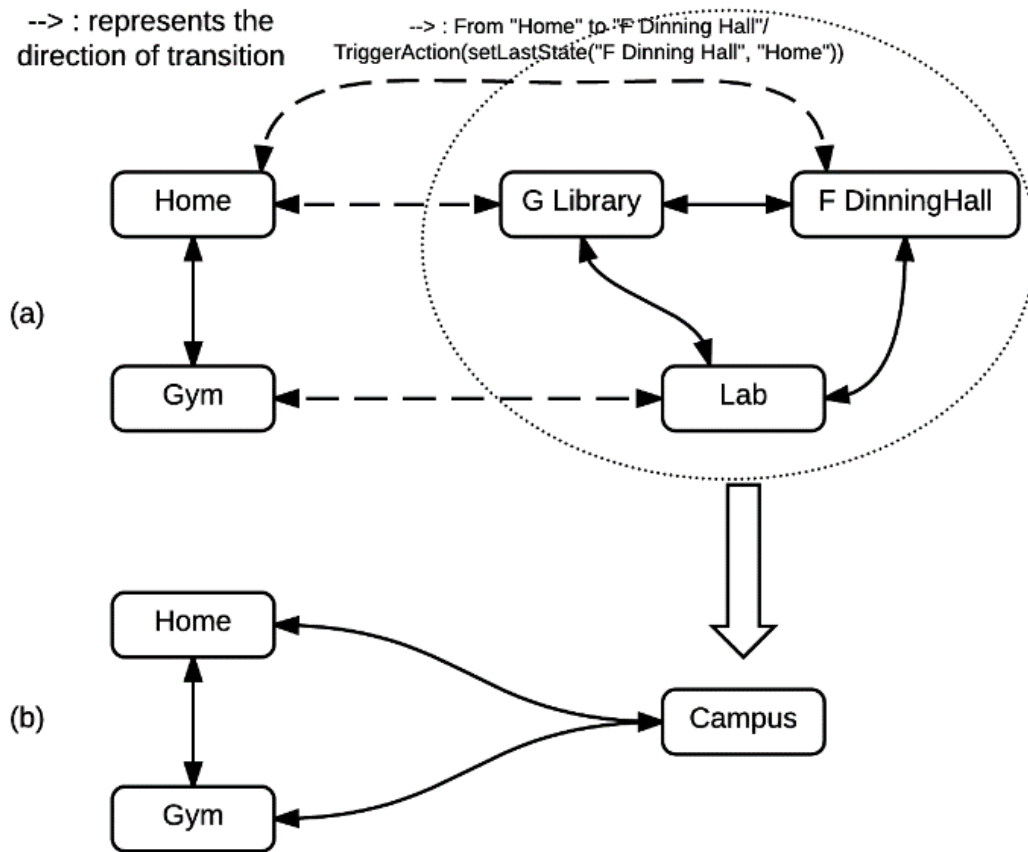 --> : represents the
direction of transition
--> : From "Home" to "F Dinning Hall"/
TriggerAction(setLastState("F Dinning Hall", "Home"))
Home
G Library
F DinningHall
(a)
Gym
Lab
Home
(b)
Campus
Gym